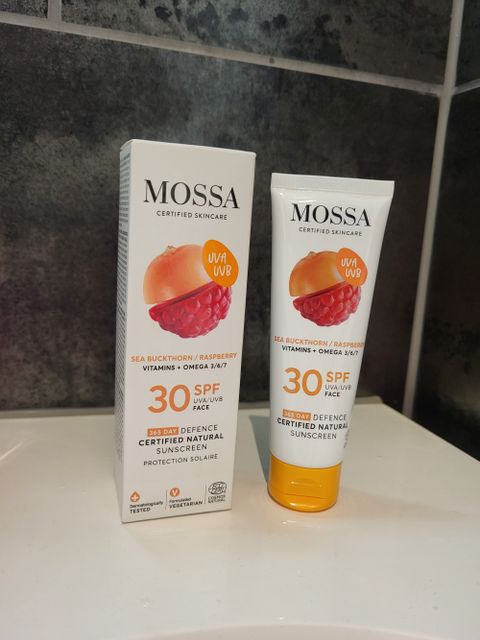 MOSSA
CERTIFIED SKINCARE
UVA
UVB
SEA BUCKTHORN / RASPBERRY
VITAMINS + OMEGA 3/6/7
30 SPF
UVA/UVB
FACE
365 DAY DEFENCE
CERTIFIED NATURAL
SUNSCREEN
PROTECTION SOLAIRE
Dermatologically
TESTED
Formulated
VEGETARIAN
COSMOS
NATURAL
MOSSA
CERTIFIED SKINCARE
UVA
UVB
SEA BUCKTHORN / RASPBERRY
VITAMINS + OMEGA 3/6/7
30 SPF
UVA/UVB
FACE
365 DAY DEFENCE
CERTIFIED NATURAL
SUNSCREEN